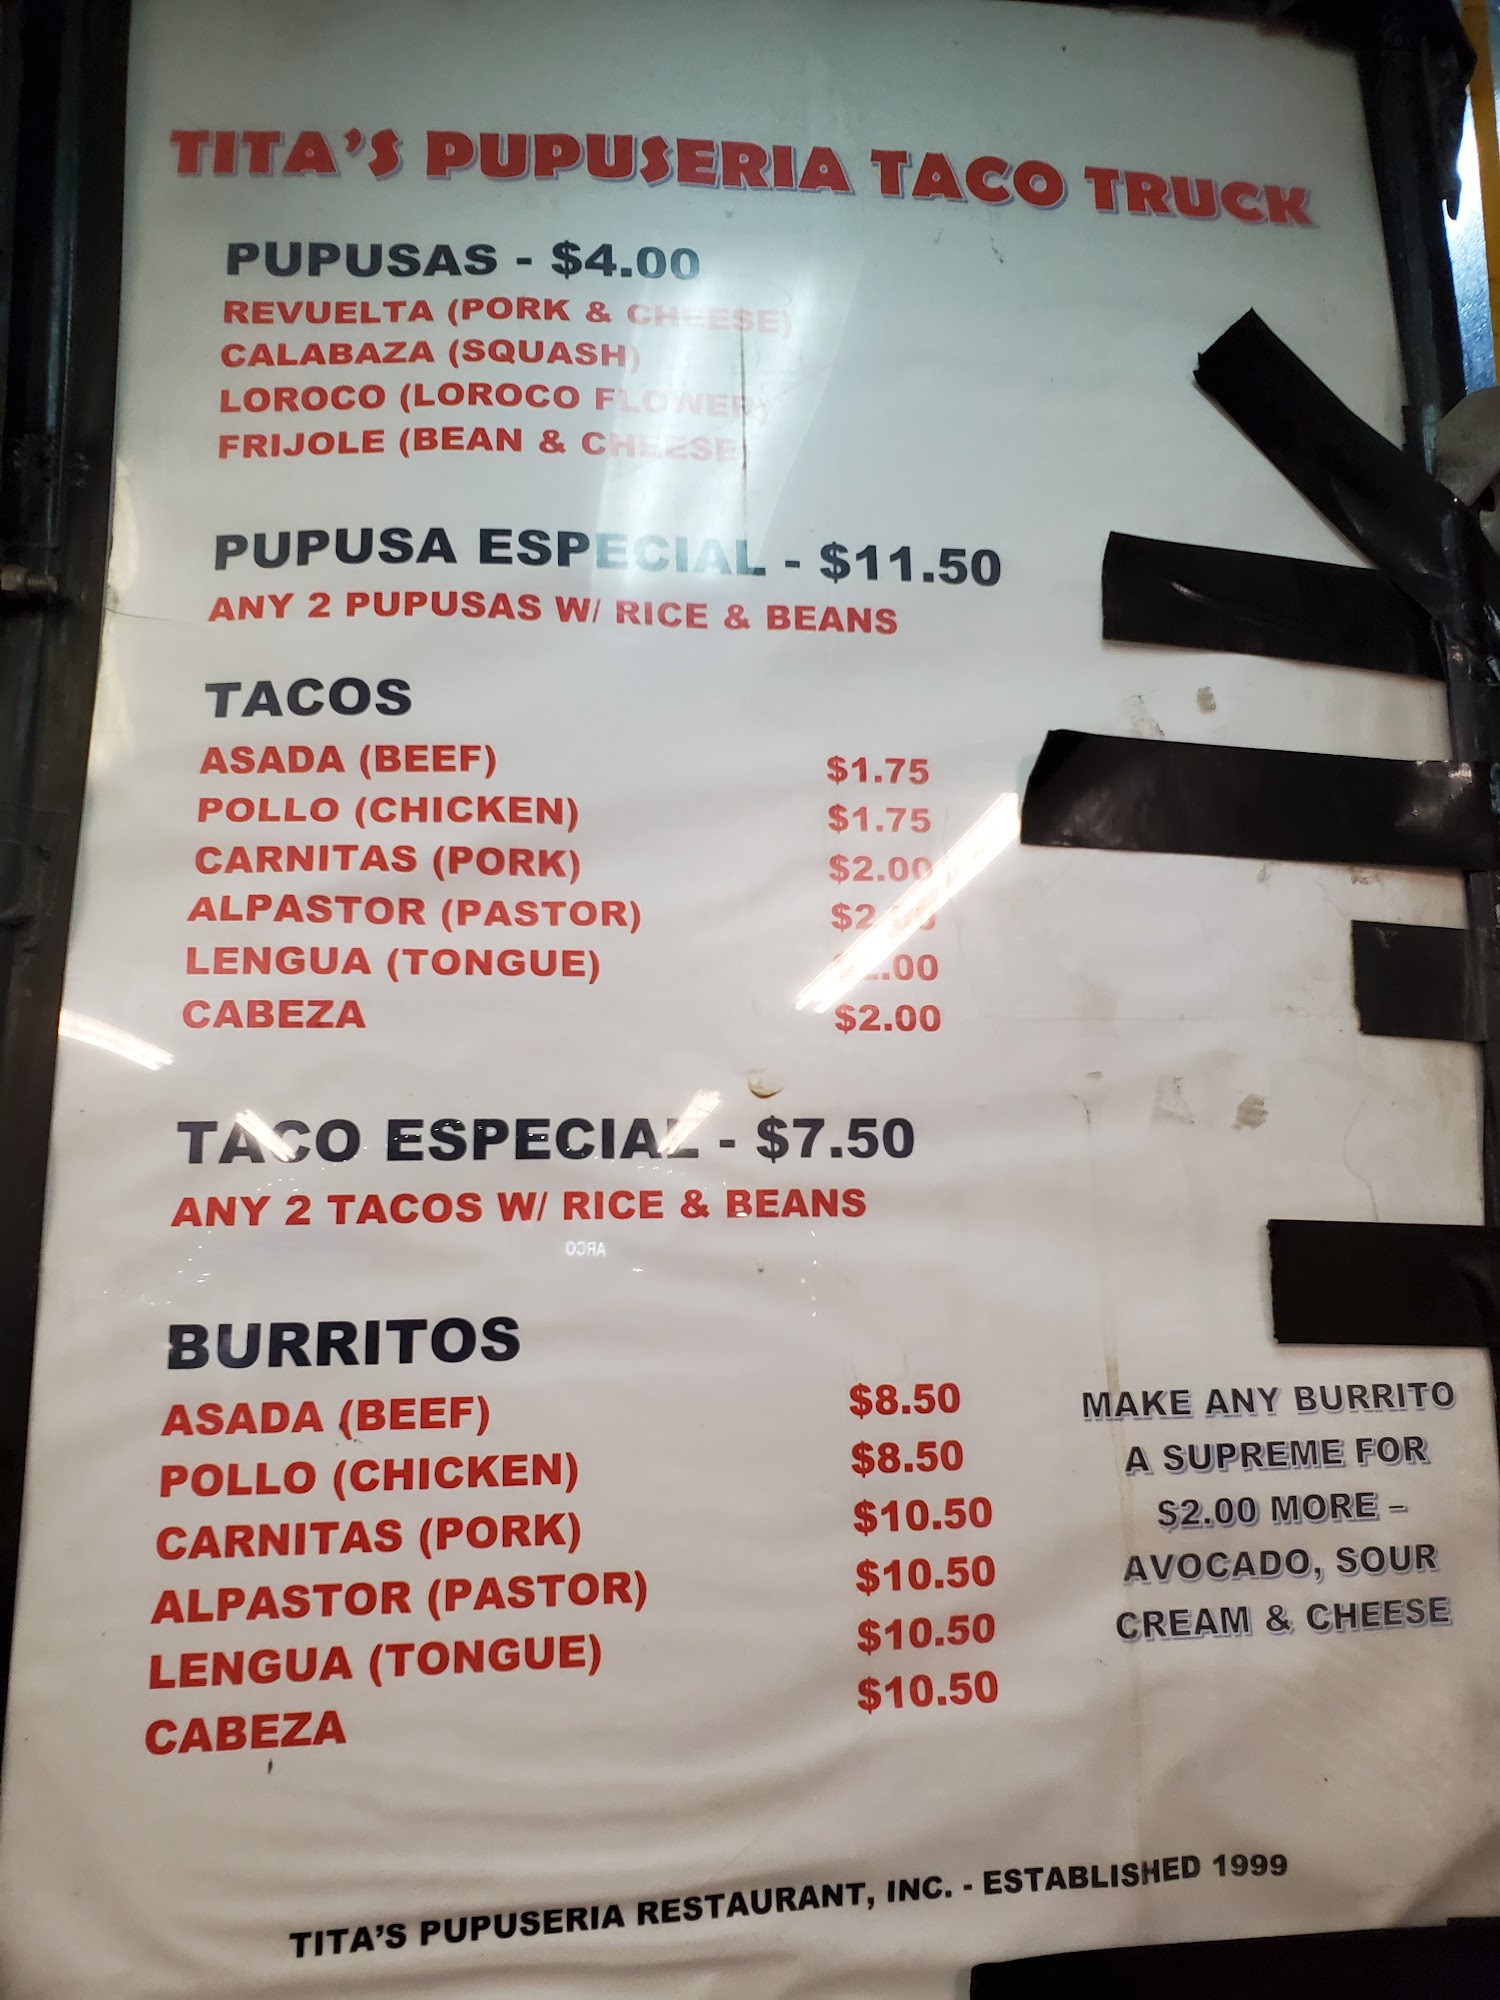 TITA'S PUPUSERIA TACO TRUCK
PUPUSAS - $4.00
REVUELTA (PORK & CHEESE)
CALABAZA (SQUASH)
LOROCO (LOROCO FLOWER)
FRIJOLE (BEAN & CHEESE)
PUPUSA ESPECIAL - $11.50
ANY 2 PUPUSAS W/ RICE & BEANS
TACOS
ASADA (BEEF) $1.75
POLLO (CHICKEN) $1.75
CARNITAS (PORK) $2.00
ALPASTOR (PASTOR)
LENGUA (TONGUE)
CABEZA $2.00
TACO ESPECIAL - $7.50
ANY 2 TACOS W/ RICE & BEANS
ARCO
BURRITOS
ASADA (BEEF) $8.50
POLLO (CHICKEN) $8.50
CARNITAS (PORK) $10.50
ALPASTOR (PASTOR) $10.50
LENGUA (TONGUE) $10.50
CABEZA $10.50
MAKE ANY BURRITO
A SUPREME FOR
$2.00 MORE –
AVOCADO, SOUR
CREAM & CHEESE
TITA'S PUPUSERIA RESTAURANT, INC. - ESTABLISHED 1999